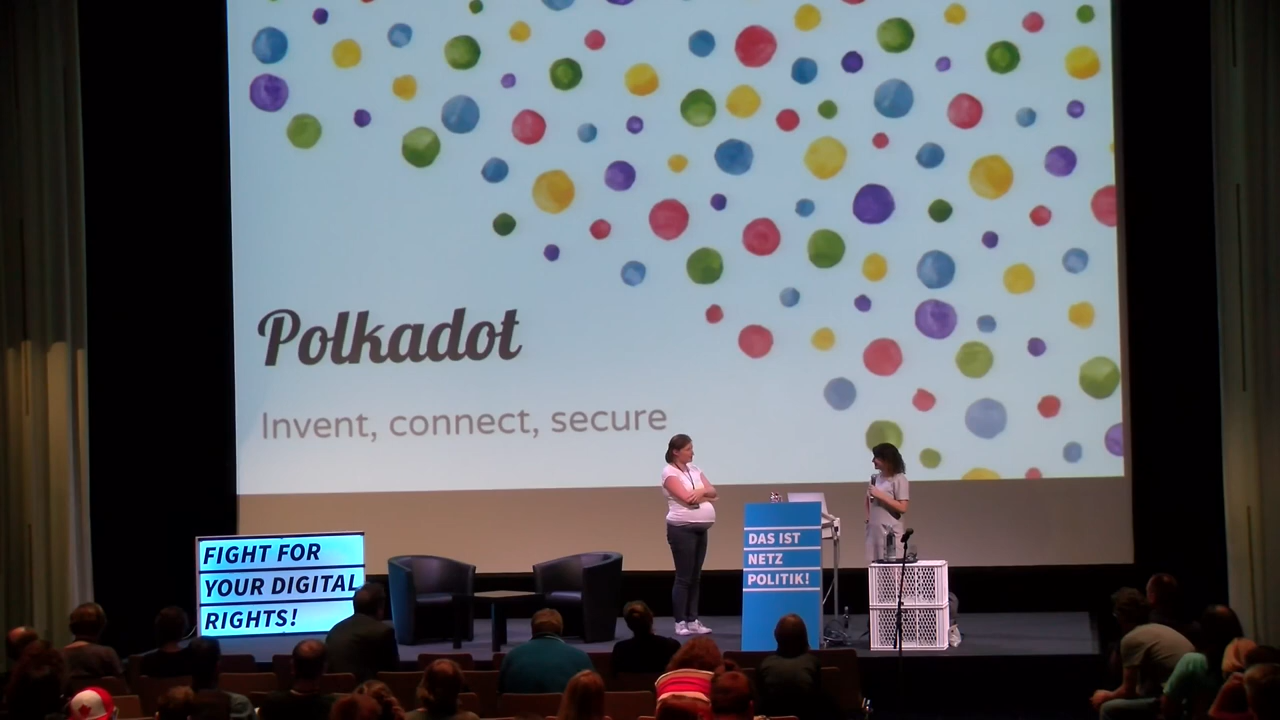 Polkadot
Invent, connect, secure
FIGHT FOR
YOUR DIGITAL
RIGHTS!
DAS IST
NETZ
POLITIK!